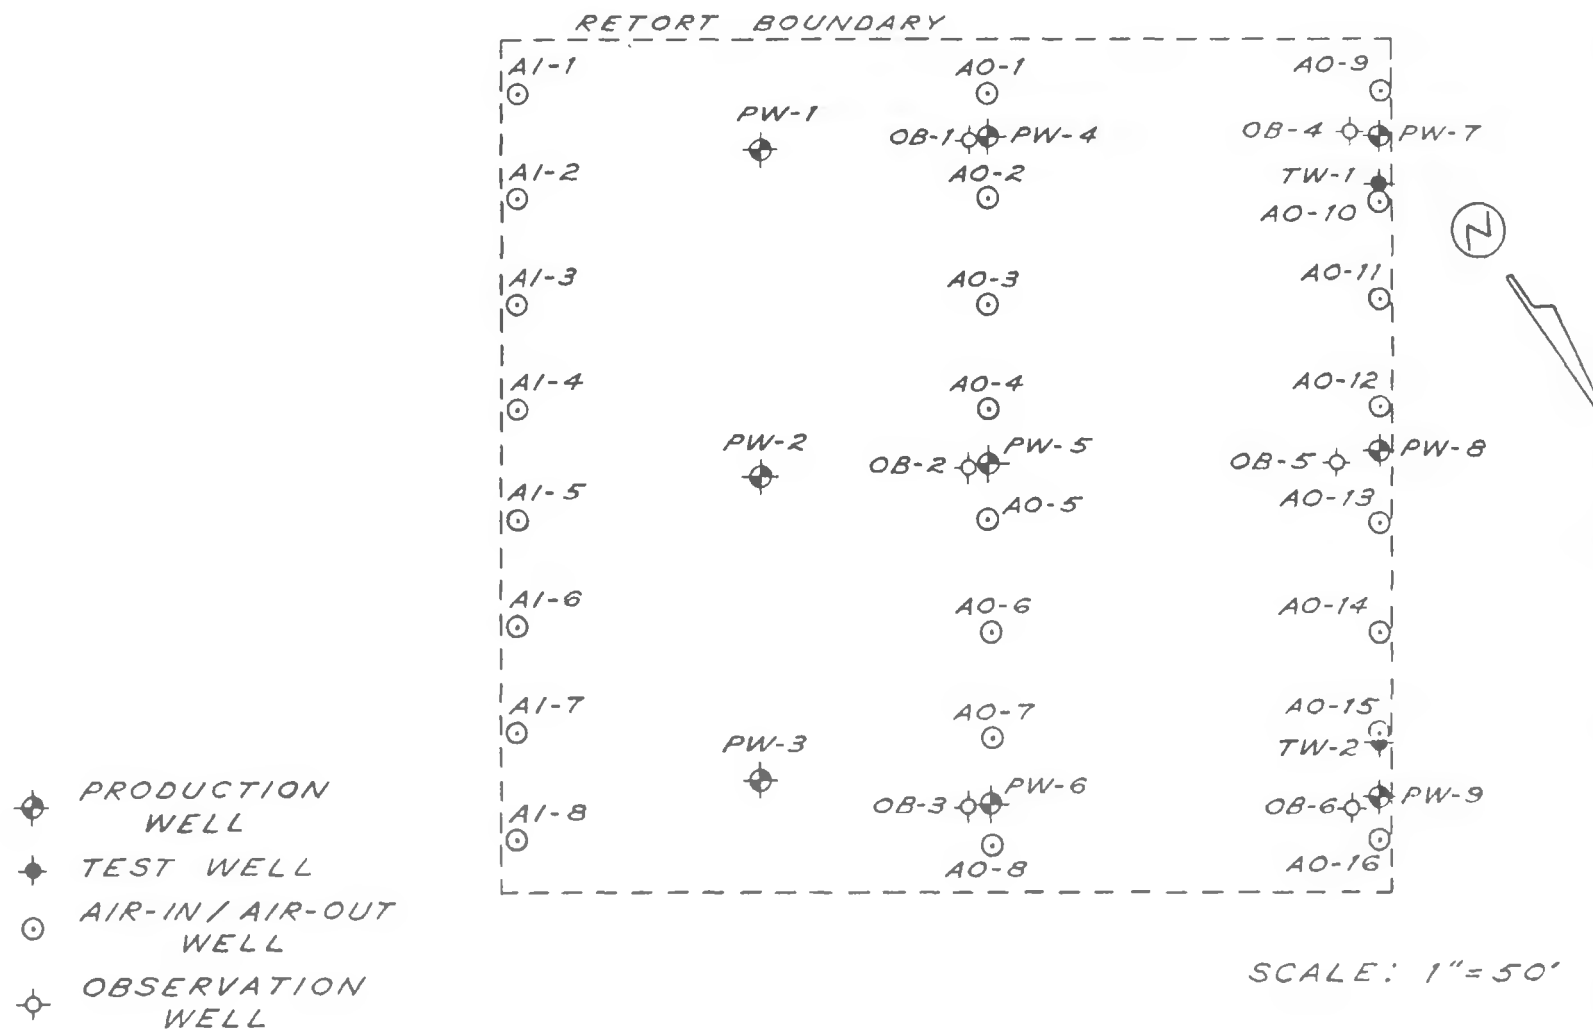 RETORT BOUNDARY
AI-1
AO-1
AO-9
PW-1
OB-1
PW-4
OB-4
PW-7
AI-2
AO-2
TW-1
AO-10
N
AI-3
AO-3
AO-11
AI-4
AO-4
AO-12
PW-2
OB-2
PW-5
OB-5
PW-8
AI-5
AO-5
AO-13
AI-6
AO-6
AO-14
AI-7
AO-7
AO-15
PW-3
TW-2
OB-3
PW-6
OB-6
PW-9
AI-8
AO-8
AO-16
PRODUCTION
WELL
TEST WELL
AIR-IN / AIR-OUT
WELL
OBSERVATION
WELL
SCALE: 1"=50'